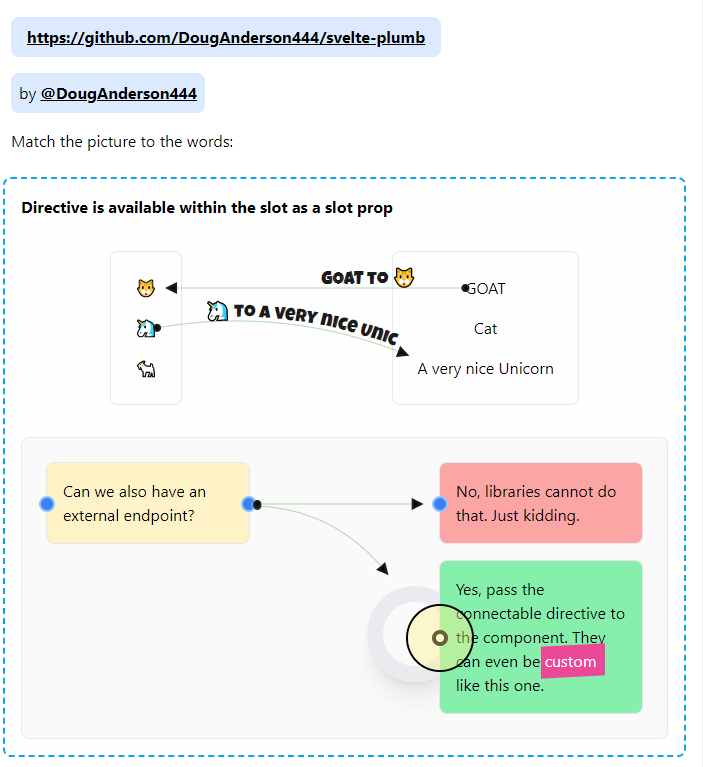 https://github.com/DougAnderson444/svelte-plumb
by @DougAnderson444
Match the picture to the words:
Directive is available within the slot as a slot prop
GOAT TO 🐱
GOAT
🦄 TO A VERY NICE UNIC
Cat
A very nice Unicorn
Can we also have an
external endpoint?
No, libraries cannot do
that. Just kidding.
Yes, pass the
connectable directive to
the component. They
can even be custom
like this one.